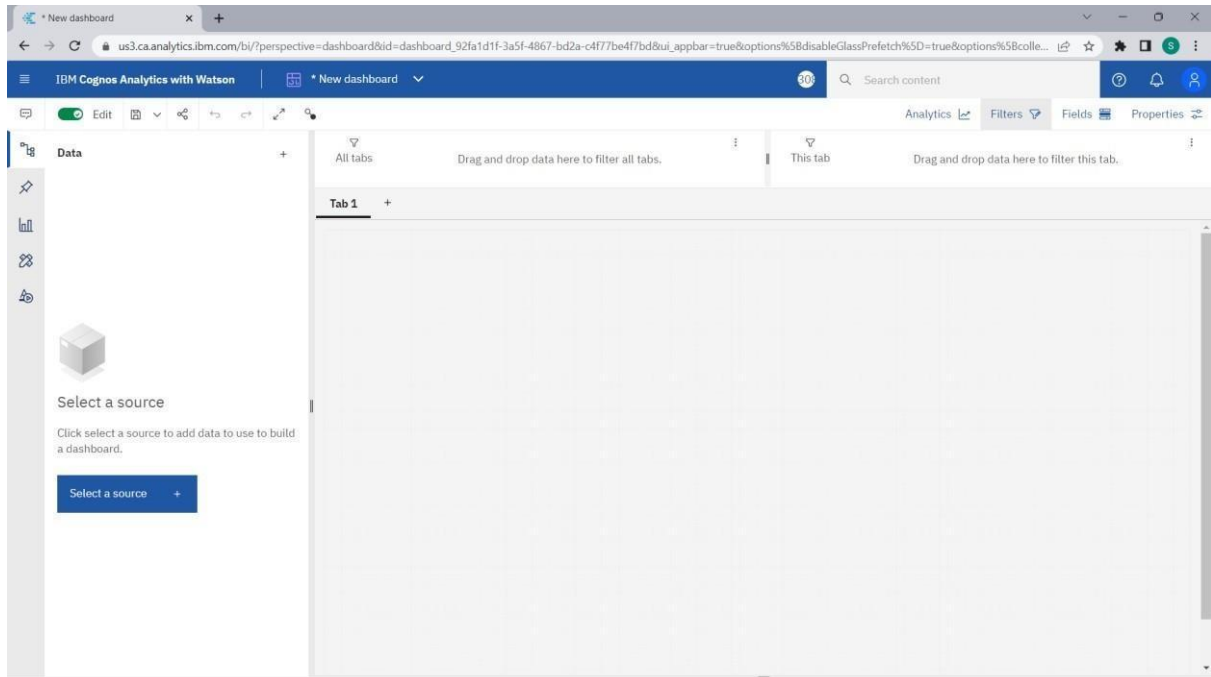 * New dashboard
us3.ca.analytics.ibm.com/bi/?perspective=dashboard&id=dashboard_92fa1d1f-3a5f-4867-bd2a-c4f77be4f7bd&ui_appbar=true&options%5BdisableGlassPrefetch%5D=true&options%5Bcolle...
S
IBM Cognos Analytics with Watson
* New dashboard
Search content
Edit
Analytics
Filters
Fields
Properties
Data
All tabs
Drag and drop data here to filter all tabs.
This tab
Drag and drop data here to filter this tab.
Tab 1
Select a source
Click select a source to add data to use to build
a dashboard.
Select a source